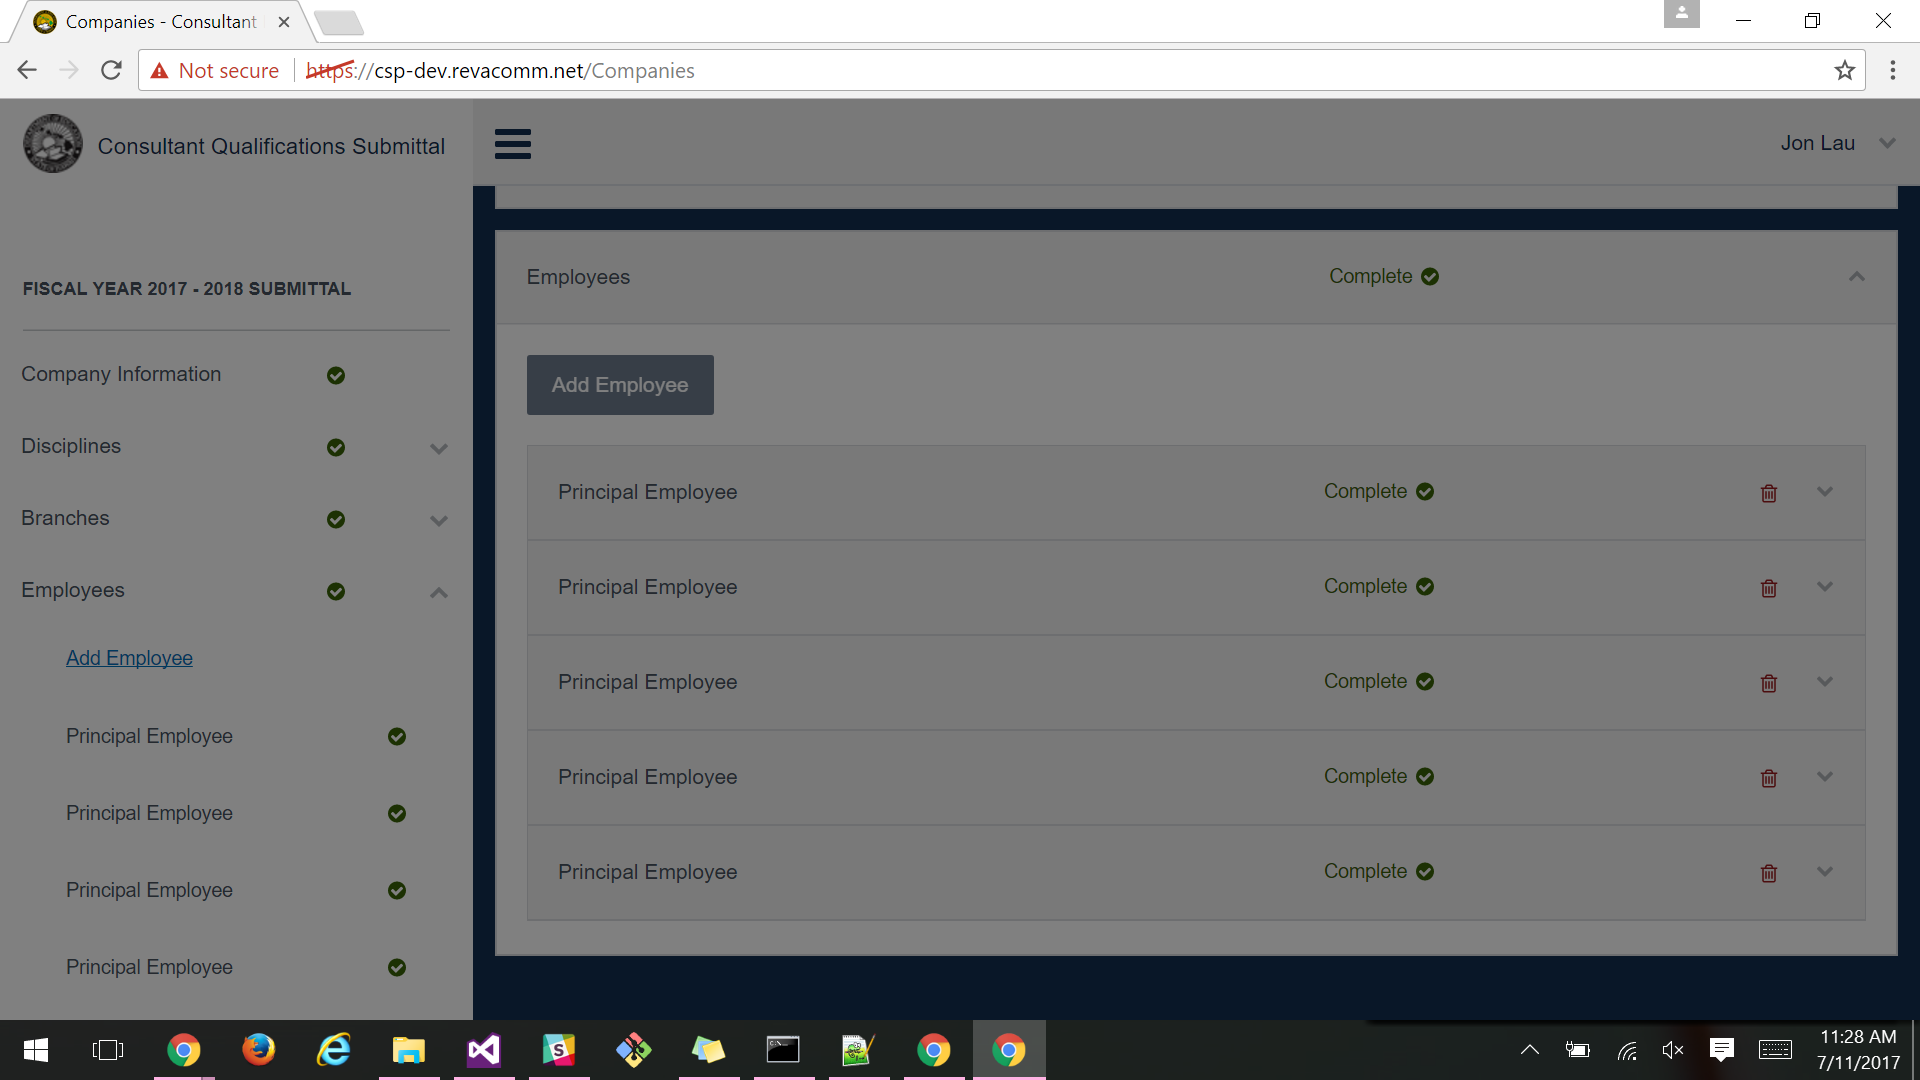 Companies - Consultant
Not secure
https://csp-dev.revacomm.net/Companies
Consultant Qualifications Submittal
Jon Lau
FISCAL YEAR 2017 - 2018 SUBMITTAL
Company Information
Disciplines
Branches
Employees
Add Employee
Principal Employee
Principal Employee
Principal Employee
Principal Employee
Employees
Complete
Add Employee
Principal Employee
Complete
Principal Employee
Complete
Principal Employee
Complete
Principal Employee
Complete
Principal Employee
Complete
11:28 AM
7/11/2017